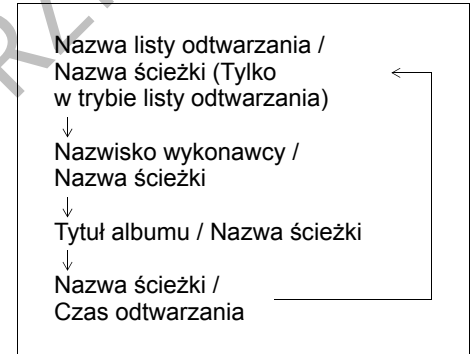 Nazwa listy odtwarzania /
Nazwa ścieżki (Tylko
w trybie listy odtwarzania)
Nazwisko wykonawcy /
Nazwa ścieżki
Tytuł albumu / Nazwa ścieżki
Nazwa ścieżki /
Czas odtwarzania